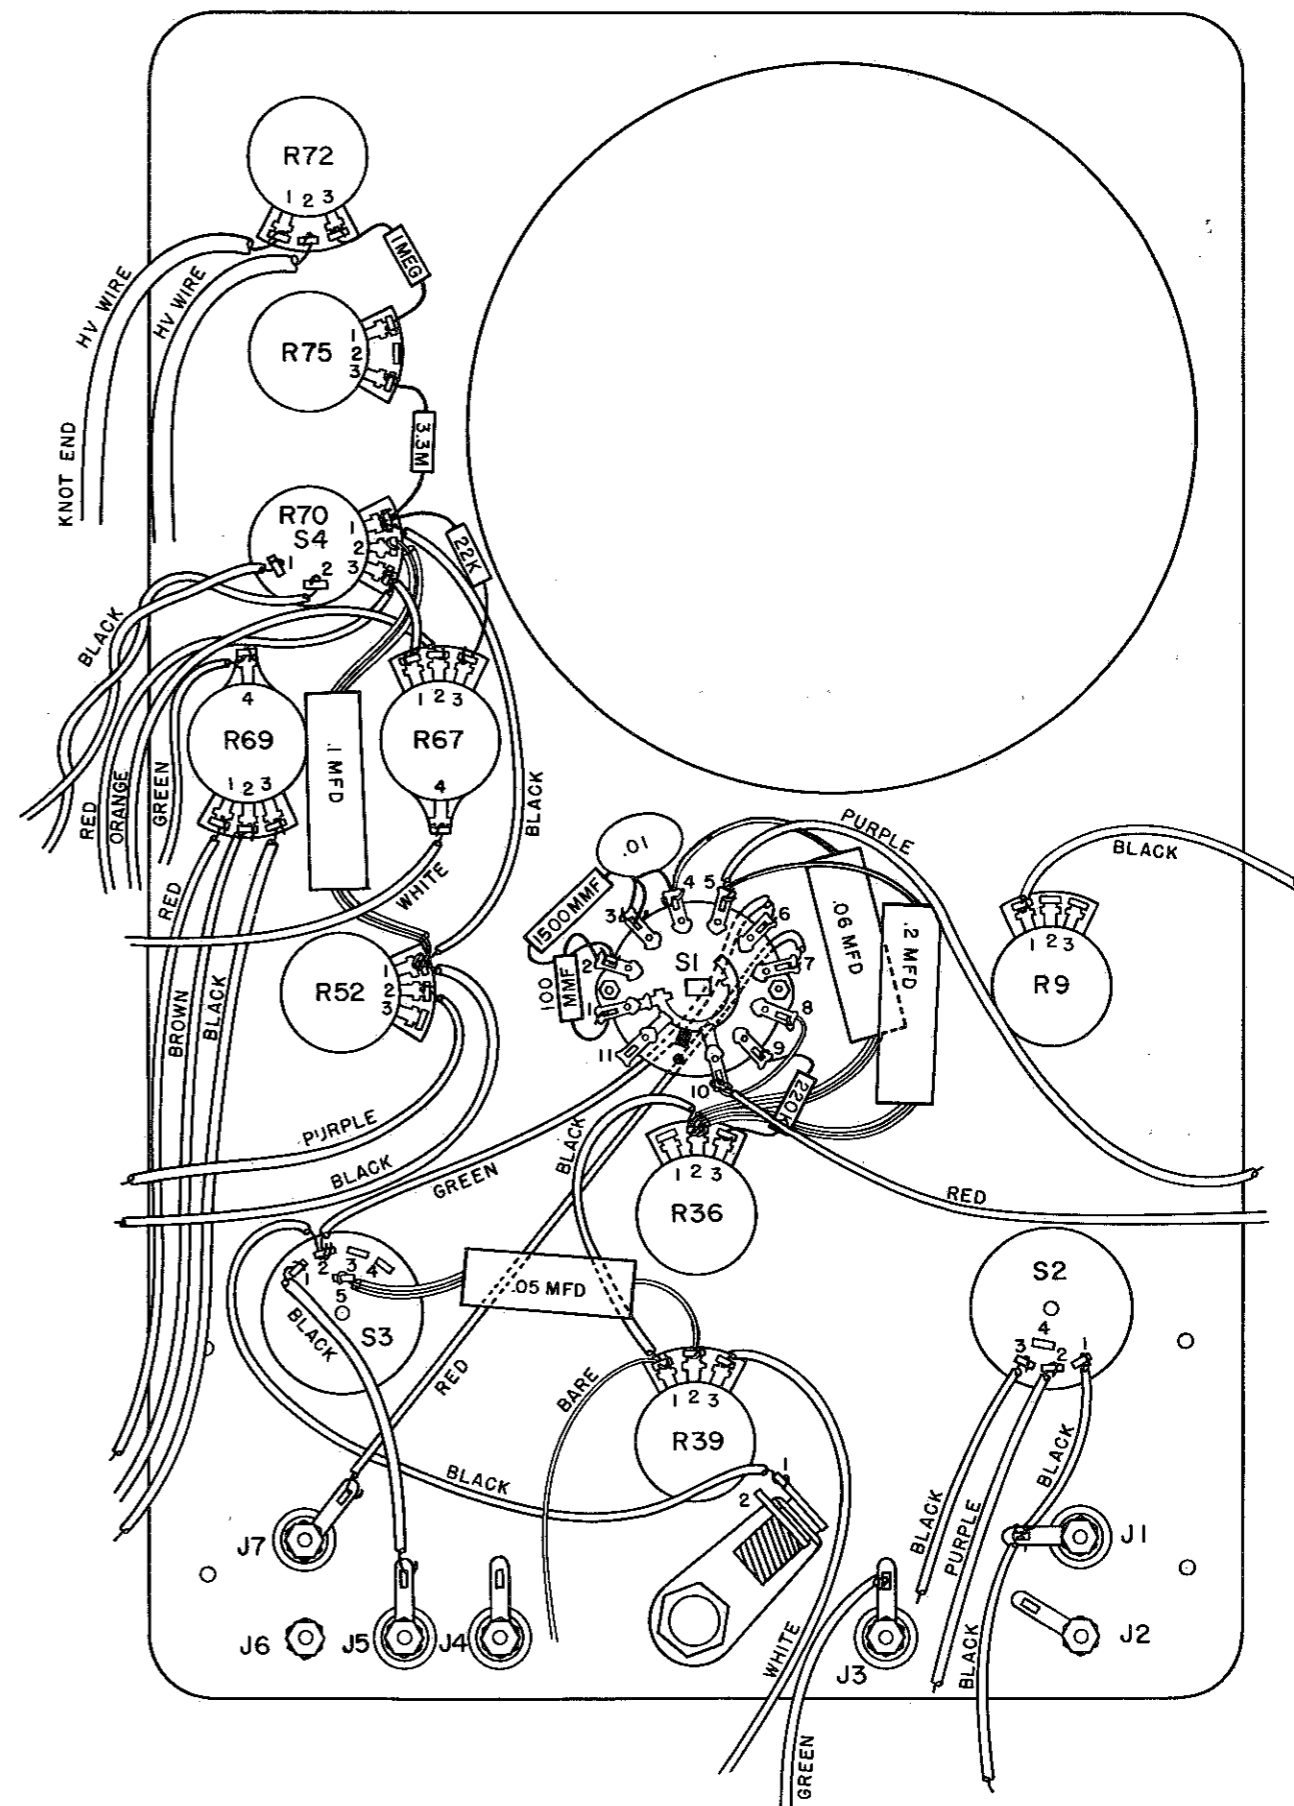 R72
1 2 3
1 MEG
HV WIRE
HV WIRE
R75
1
2
3
KNOT END
3.3M
R70
S4
1
2
3
1
2
22K
BLACK
4
R69
1 2 3
.1 MFD
1 2 3
R67
4
RED
ORANGE
GREEN
BLACK
RED
WHITE
BROWN
BLACK
R52
1
2
3
PURPLE
BLACK
GREEN
.01
1500MMF
100
MMF
S1
1
2
3
4
5
6
7
8
9
10
11
PURPLE
.06 MFD
.2 MFD
220K
BLACK
1 2 3
R9
BLACK
1 2 3
R36
RED
1
2
3
4
5
S3
BLACK
.05 MFD
RED
BARE
1 2 3
R39
BLACK
1
2
S2
4
3
2
1
BLACK
PURPLE
BLACK
BLACK
J7
J6
J5
J4
J3
J1
J2
WHITE
GREEN